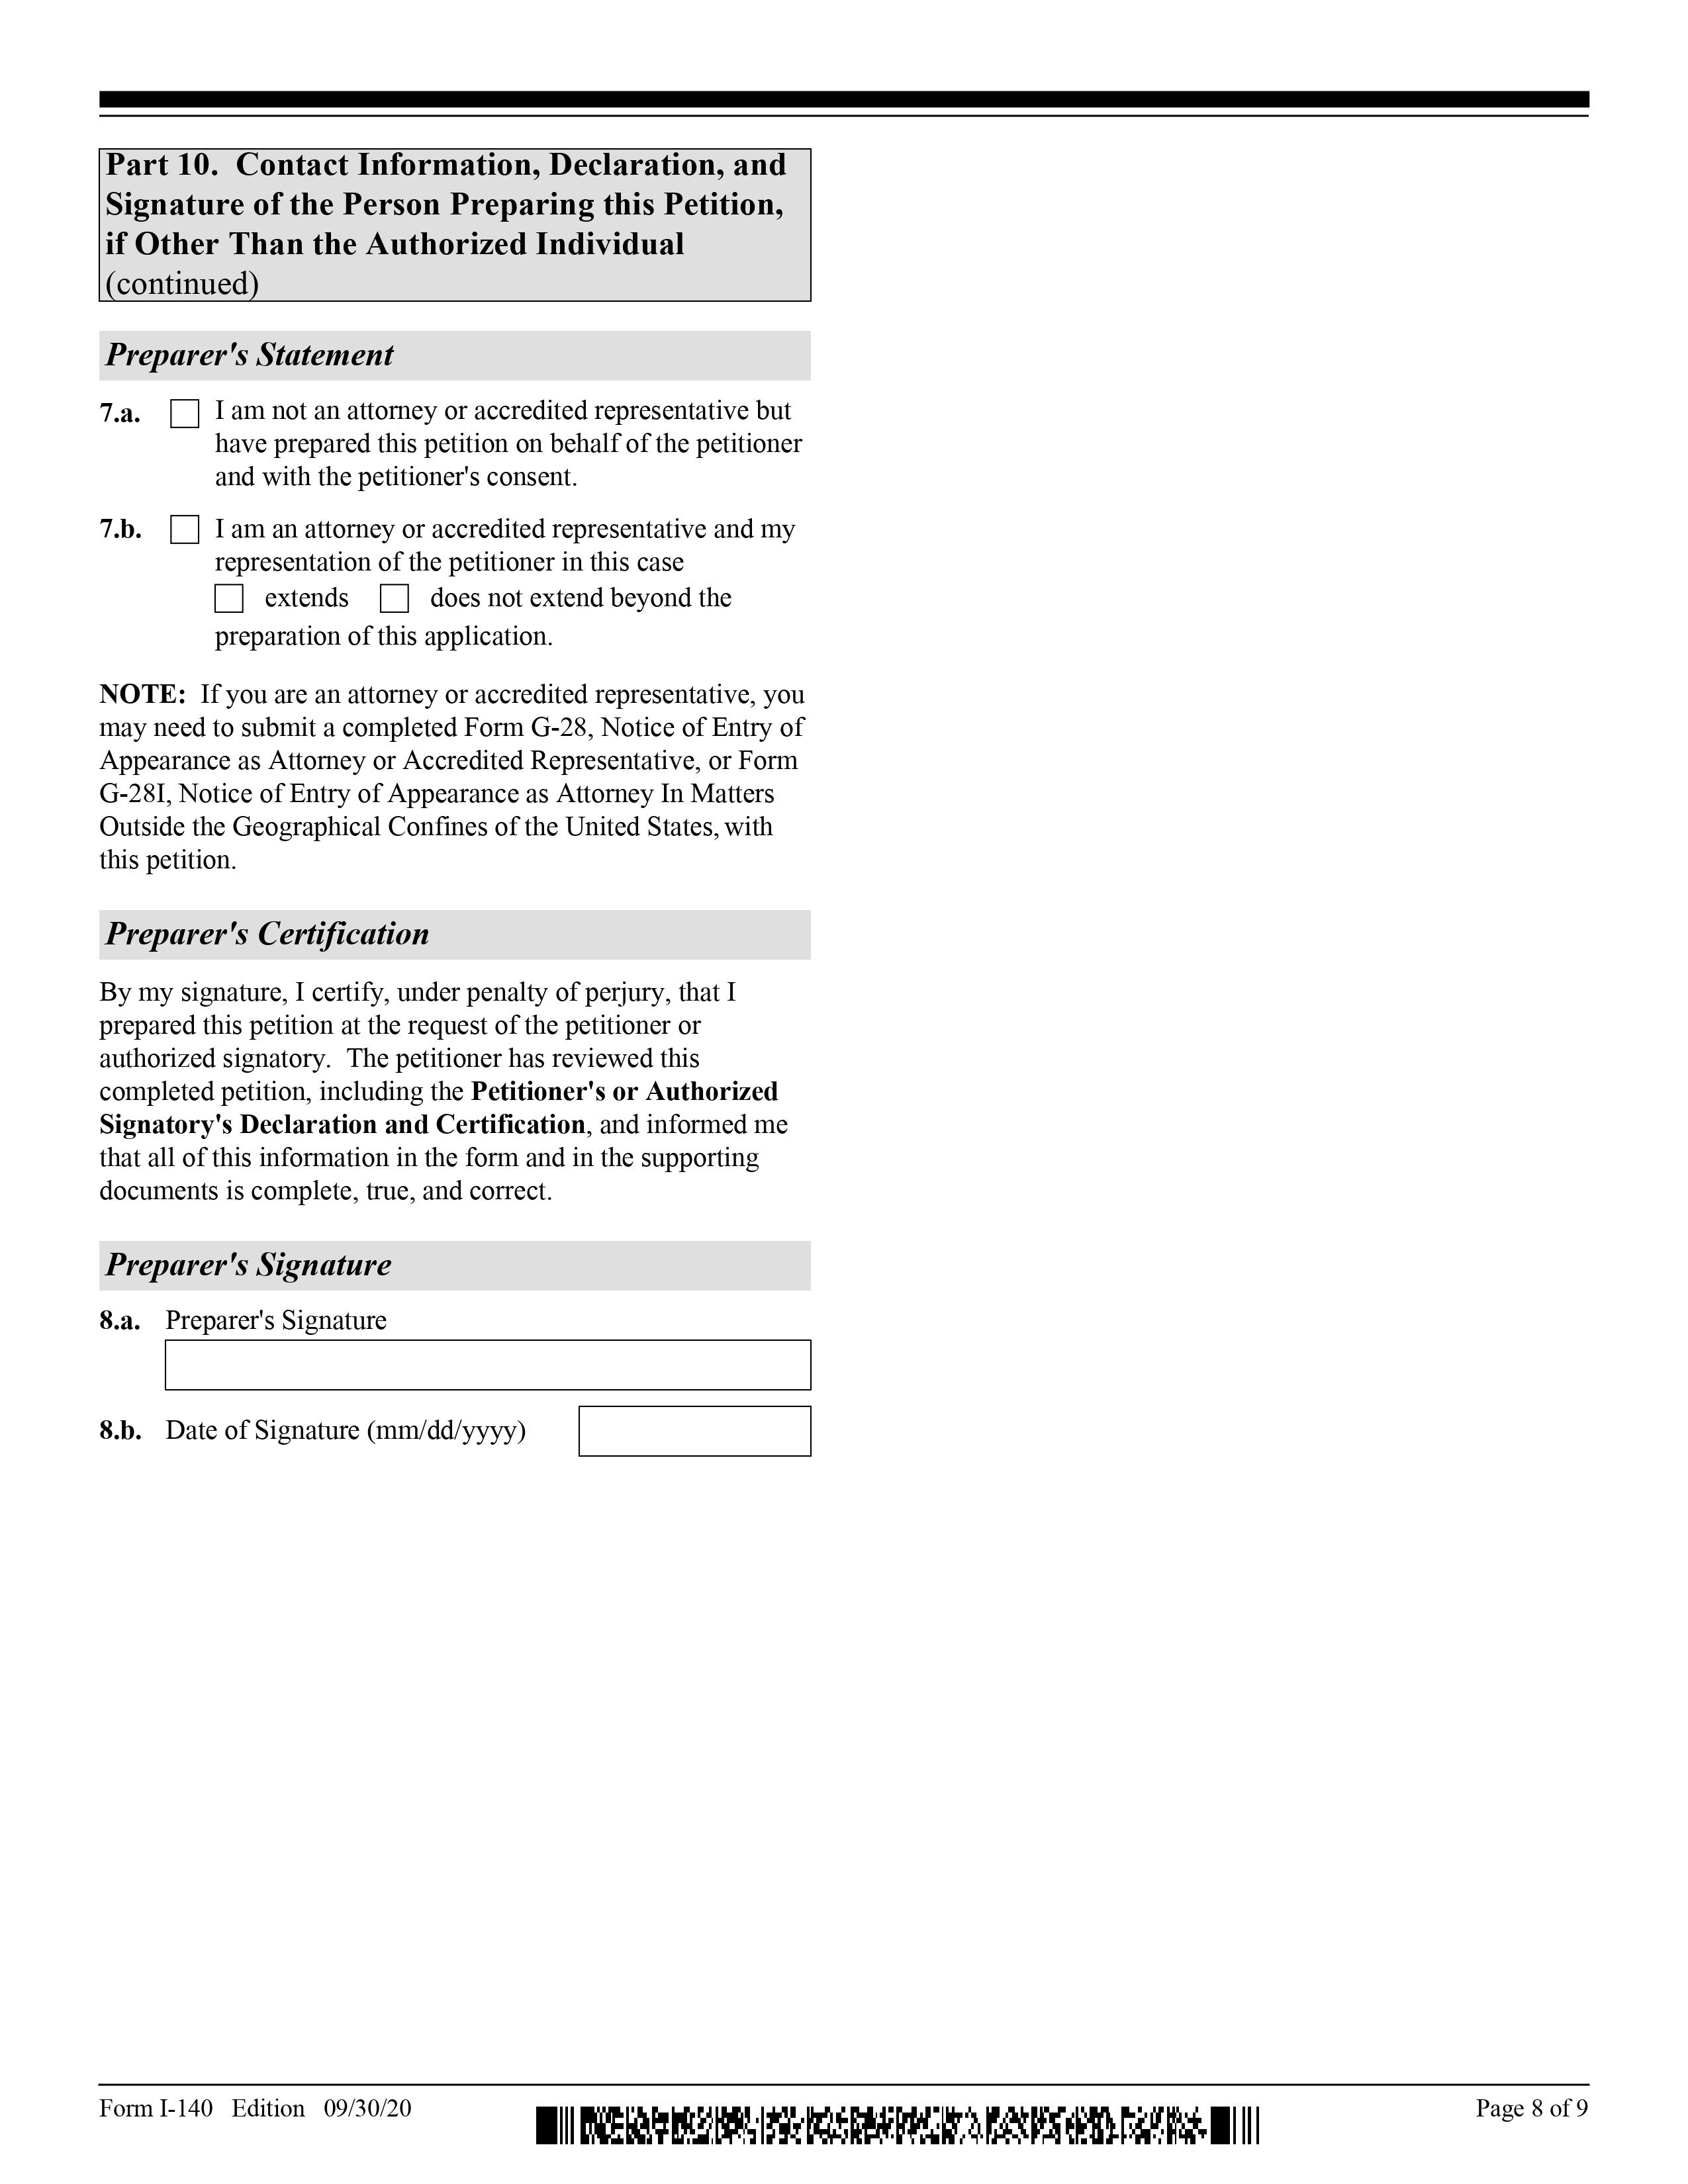 Part 10.  Contact Information, Declaration, and
Signature of the Person Preparing this Petition,
if Other Than the Authorized Individual
(continued)
Preparer's Statement
7.a. I am not an attorney or accredited representative but
have prepared this petition on behalf of the petitioner
and with the petitioner's consent.
7.b. I am an attorney or accredited representative and my
representation of the petitioner in this case
extends does not extend beyond the
preparation of this application.
NOTE:  If you are an attorney or accredited representative, you
may need to submit a completed Form G-28, Notice of Entry of
Appearance as Attorney or Accredited Representative, or Form
G-28I, Notice of Entry of Appearance as Attorney In Matters
Outside the Geographical Confines of the United States, with
this petition.
Preparer's Certification
By my signature, I certify, under penalty of perjury, that I
prepared this petition at the request of the petitioner or
authorized signatory.  The petitioner has reviewed this
completed petition, including the Petitioner's or Authorized
Signatory's Declaration and Certification, and informed me
that all of this information in the form and in the supporting
documents is complete, true, and correct.
Preparer's Signature
8.a. Preparer's Signature
8.b. Date of Signature (mm/dd/yyyy)
Form I-140   Edition   09/30/20
Page 8 of 9